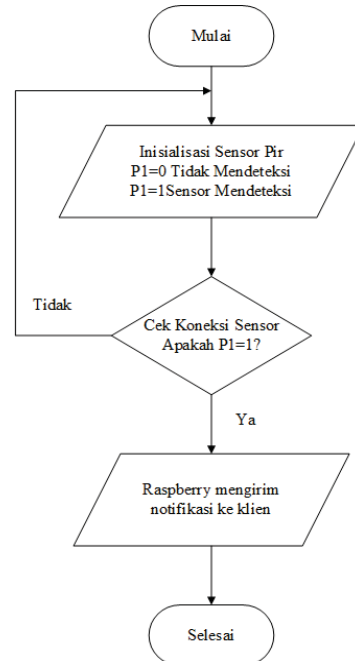 Mulai
Inisialisasi Sensor Pir
P1=0 Tidak Mendeteksi
P1=1Sensor Mendeteksi
Tidak
Cek Koneksi Sensor
Apakah P1=1?
Ya
Raspberry mengirim
notifikasi ke klien
Selesai